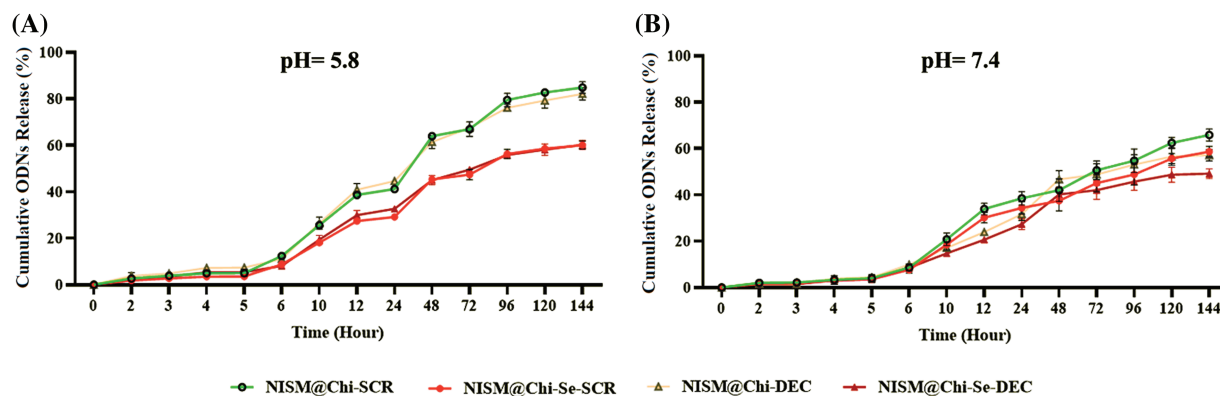 (A)
pH= 5.8
Cumulative ODNs Release (%)
100
80
60
40
20
0
0 2 3 4 5 6 10 12 24 48 72 96 120 144
Time (Hour)
(B)
pH= 7.4
Cumulative ODNs Release (%)
100
80
60
40
20
0
0 2 3 4 5 6 10 12 24 48 72 96 120 144
Time (Hour)
NISM@Chi-SCR NISM@Chi-Se-SCR NISM@Chi-DEC NISM@Chi-Se-DEC